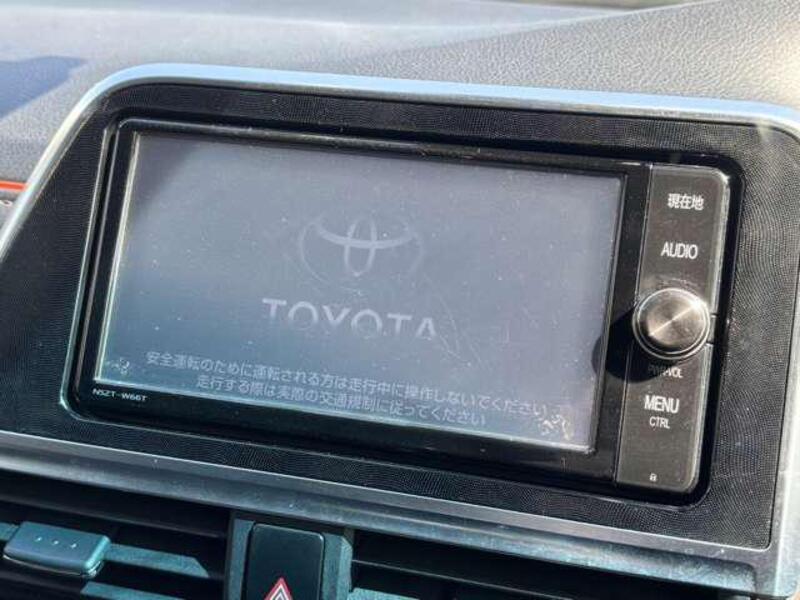 TOYOTA
安全運転のために運転される方は走行中に操作しないでください
走行する際は実際の交通規制に従ってください
NSZT-W66T
現在地
AUDIO
PWR•VOL
MENU
CTRL